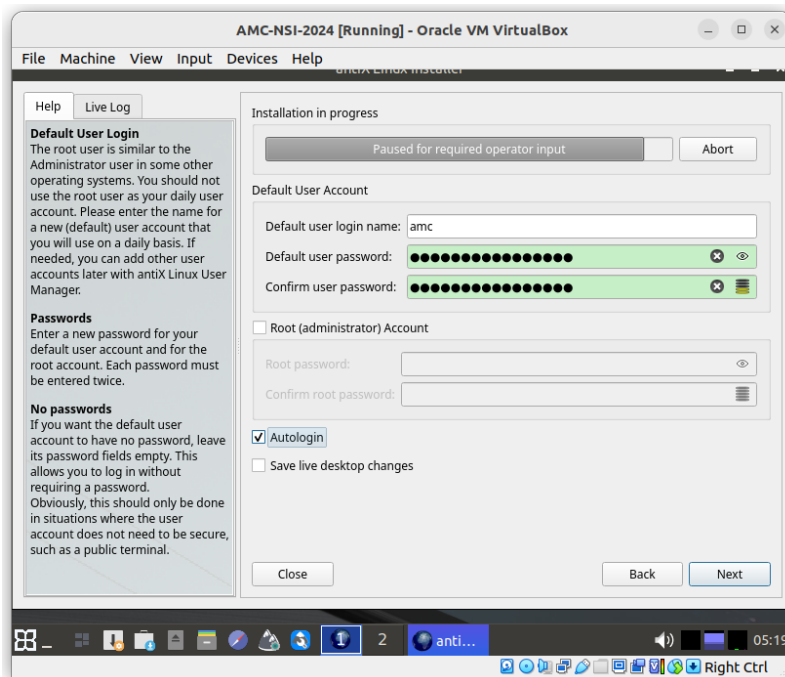 AMC-NSI-2024 [Running] - Oracle VM VirtualBox
File Machine View Input Devices Help
antiX Linux Installer
Help Live Log
Default User Login
The root user is similar to the
Administrator user in some other
operating systems. You should not
use the root user as your daily user
account. Please enter the name for
a new (default) user account that
you will use on a daily basis. If
needed, you can add other user
accounts later with antiX Linux User
Manager.
Passwords
Enter a new password for your
default user account and for the
root account. Each password must
be entered twice.
No passwords
If you want the default user
account to have no password, leave
its password fields empty. This
allows you to log in without
requiring a password.
Obviously, this should only be done
in situations where the user
account does not need to be secure,
such as a public terminal.
Installation in progress
Paused for required operator input Abort
Default User Account
Default user login name: amc
Default user password: ●●●●●●●●●●●●●●●●
Confirm user password: ●●●●●●●●●●●●●●●●
Root (administrator) Account
Root password:
Confirm root password:
Autologin
Save live desktop changes
Close Back Next
1 2 anti... 05:19
Right Ctrl